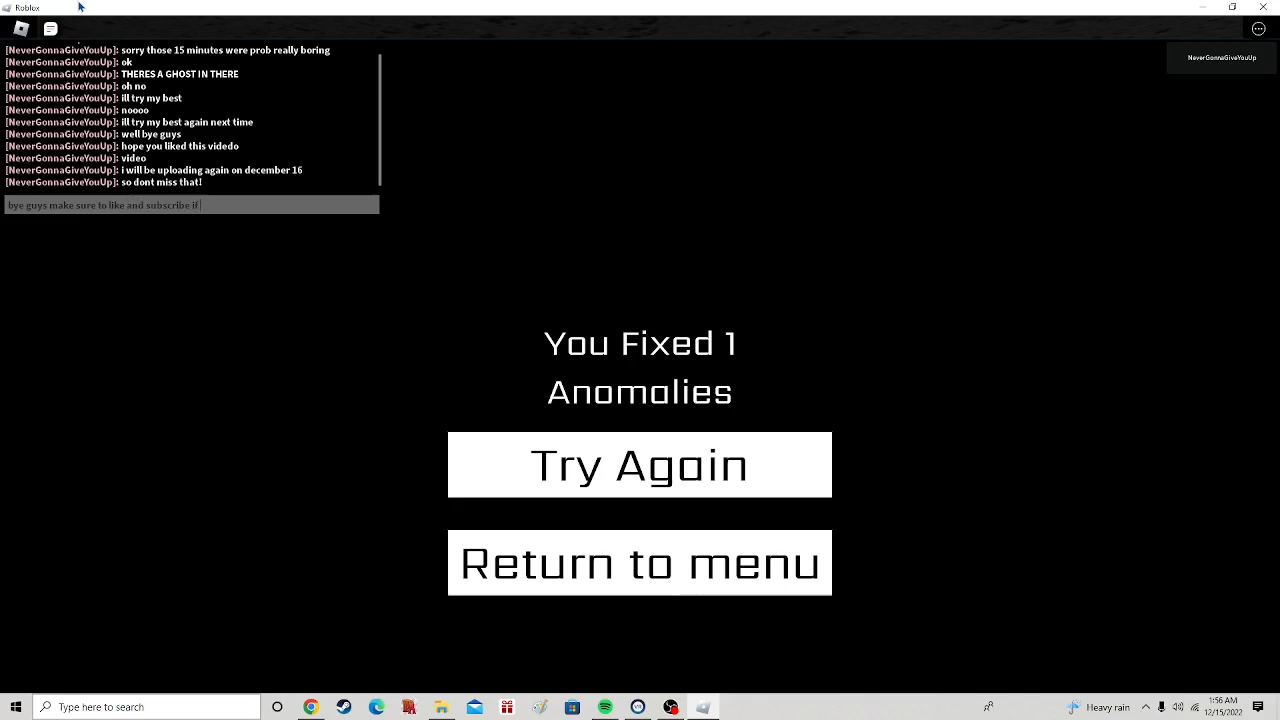 Roblox
[NeverGonnaGiveYouUp]: sorry those 15 minutes were prob really boring
[NeverGonnaGiveYouUp]: ok
[NeverGonnaGiveYouUp]: THERES A GHOST IN THERE
[NeverGonnaGiveYouUp]: oh no
[NeverGonnaGiveYouUp]: ill try my best
[NeverGonnaGiveYouUp]: noooo
[NeverGonnaGiveYouUp]: ill try my best again next time
[NeverGonnaGiveYouUp]: well bye guys
[NeverGonnaGiveYouUp]: hope you liked this videdo
[NeverGonnaGiveYouUp]: video
[NeverGonnaGiveYouUp]: i will be uploading again on december 16
[NeverGonnaGiveYouUp]: so dont miss that!
bye guys make sure to like and subscribe if
NeverGonnaGiveYouUp
You Fixed 1
Anomalies
Try Again
Return to menu
Type here to search
Heavy rain
1:56 AM
12/15/2022